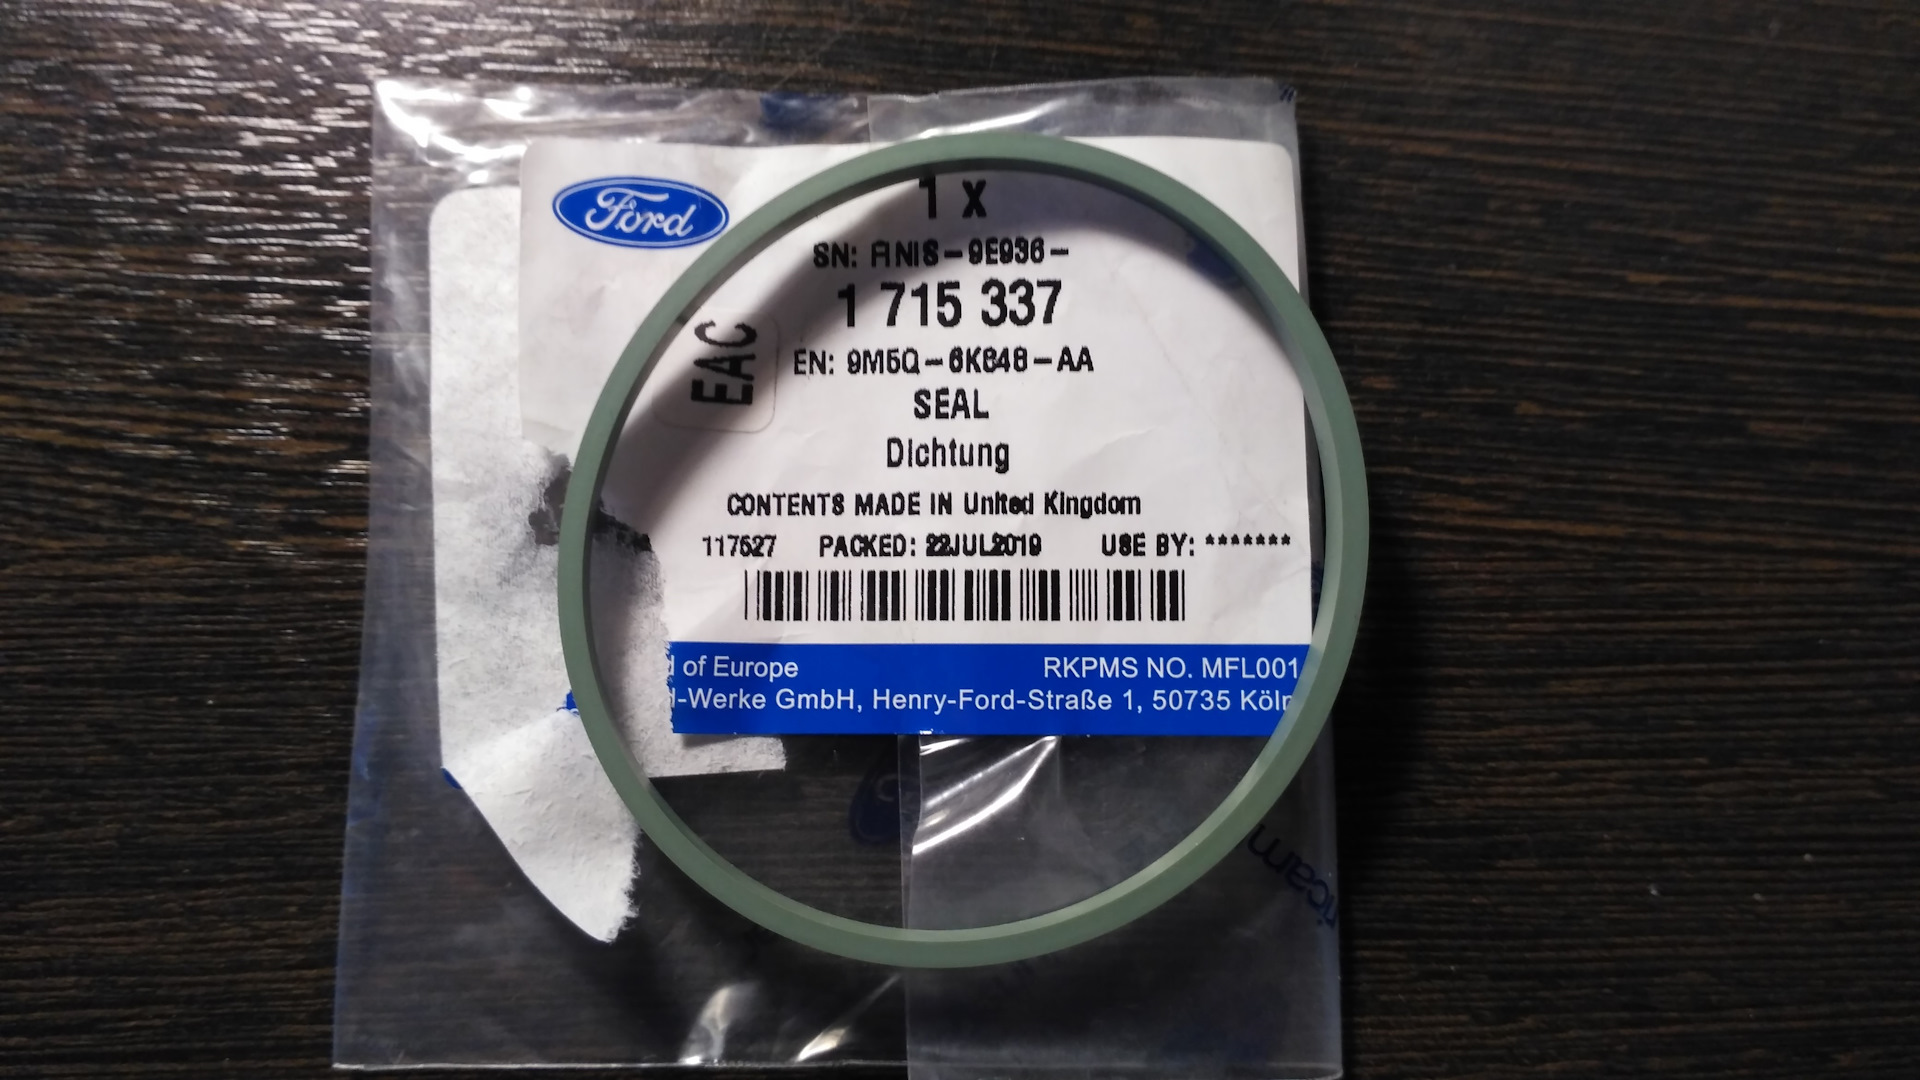 Ford
1 x
SN: FINIS-9E936-
1 715 337
EAC
EN: 9M5Q-6K848-AA
SEAL
Dichtung
CONTENTS MADE IN United Kingdom
117527 PACKED: 22JUL2019 USE BY: *******
of Europe RKPMS NO. MFL001
-Werke GmbH, Henry-Ford-Straße 1, 50735 Köln